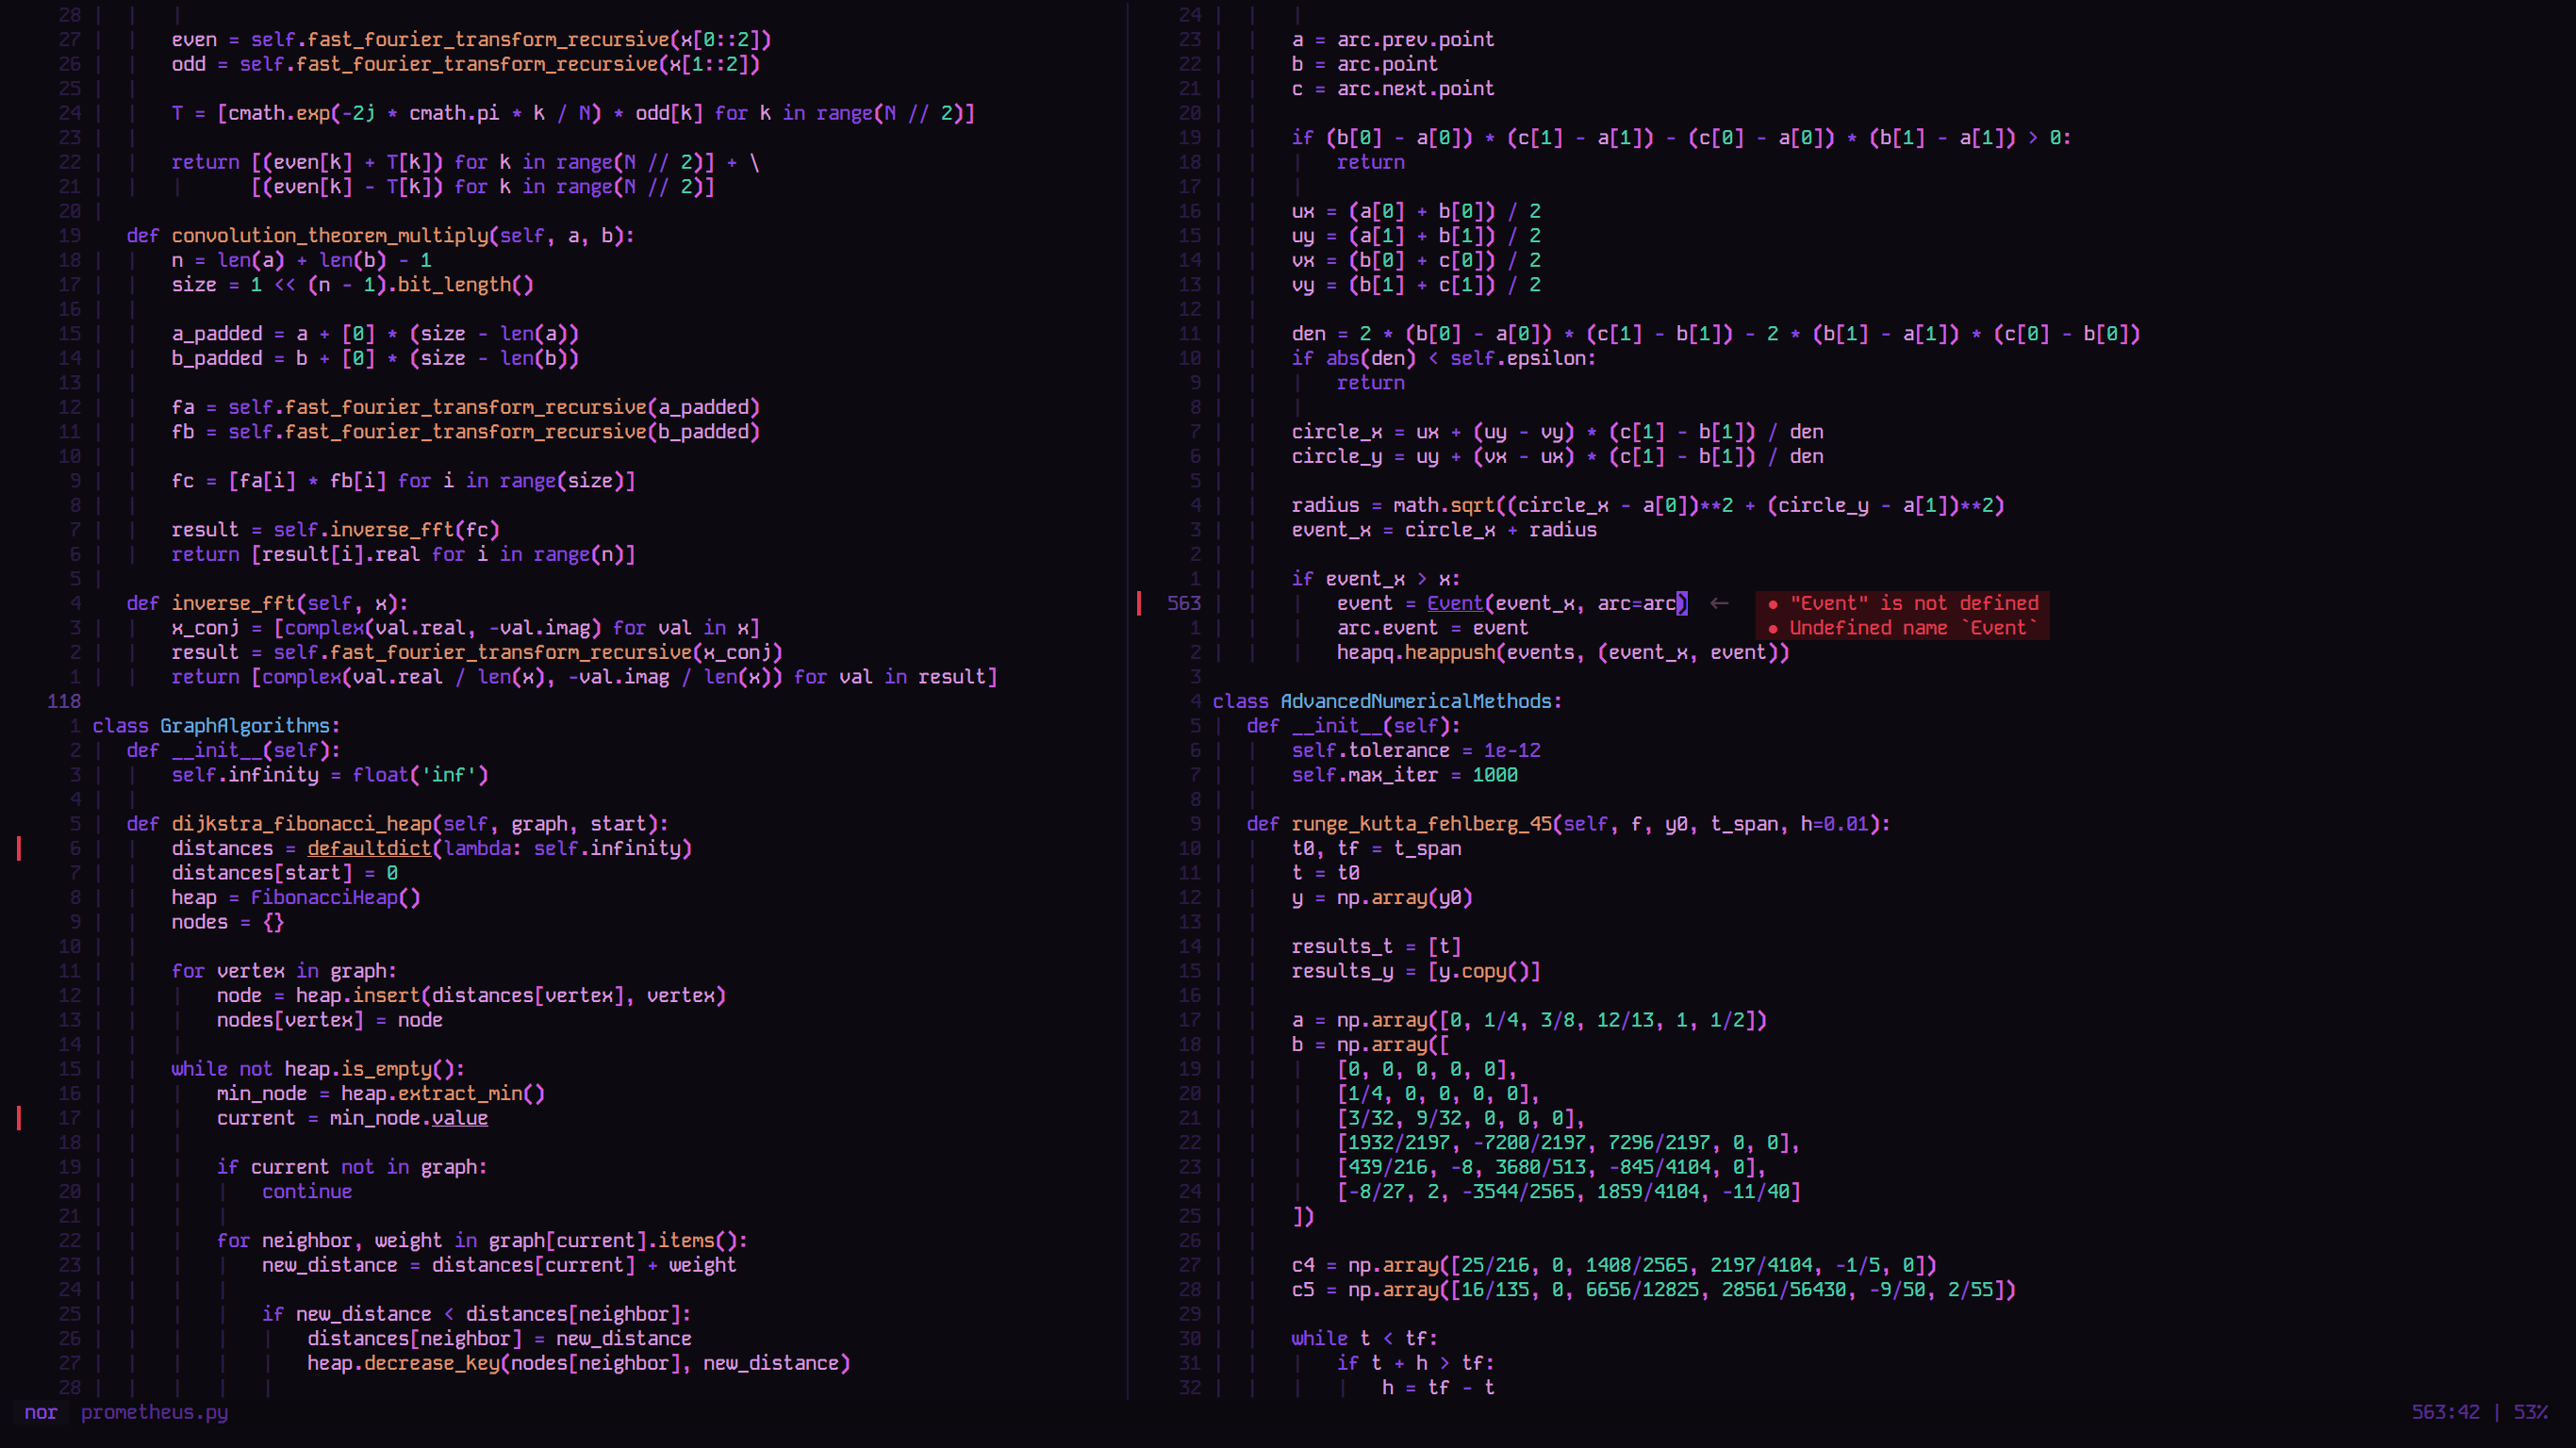 28
27 even = self.fast_fourier_transform_recursive(x[0::2])
26 odd = self.fast_fourier_transform_recursive(x[1::2])
25
24 T = [cmath.exp(-2j * cmath.pi * k / N) * odd[k] for k in range(N // 2)]
23
22 return [(even[k] + T[k]) for k in range(N // 2)] + \
21 [(even[k] - T[k]) for k in range(N // 2)]
20
19 def convolution_theorem_multiply(self, a, b):
18 n = len(a) + len(b) - 1
17 size = 1 << (n - 1).bit_length()
16
15 a_padded = a + [0] * (size - len(a))
14 b_padded = b + [0] * (size - len(b))
13
12 fa = self.fast_fourier_transform_recursive(a_padded)
11 fb = self.fast_fourier_transform_recursive(b_padded)
10
9 fc = [fa[i] * fb[i] for i in range(size)]
8
7 result = self.inverse_fft(fc)
6 return [result[i].real for i in range(n)]
5
4 def inverse_fft(self, x):
3 x_conj = [complex(val.real, -val.imag) for val in x]
2 result = self.fast_fourier_transform_recursive(x_conj)
1 return [complex(val.real / len(x), -val.imag / len(x)) for val in result]
118
1 class GraphAlgorithms:
2 def __init__(self):
3 self.infinity = float('inf')
4
5 def dijkstra_fibonacci_heap(self, graph, start):
6 distances = defaultdict(lambda: self.infinity)
7 distances[start] = 0
8 heap = FibonacciHeap()
9 nodes = {}
10
11 for vertex in graph:
12 node = heap.insert(distances[vertex], vertex)
13 nodes[vertex] = node
14
15 while not heap.is_empty():
16 min_node = heap.extract_min()
17 current = min_node.value
18
19 if current not in graph:
20 continue
21
22 for neighbor, weight in graph[current].items():
23 new_distance = distances[current] + weight
24
25 if new_distance < distances[neighbor]:
26 distances[neighbor] = new_distance
27 heap.decrease_key(nodes[neighbor], new_distance)
28
24
23 a = arc.prev.point
22 b = arc.point
21 c = arc.next.point
20
19 if (b[0] - a[0]) * (c[1] - a[1]) - (c[0] - a[0]) * (b[1] - a[1]) > 0:
18 return
17
16 ux = (a[0] + b[0]) / 2
15 uy = (a[1] + b[1]) / 2
14 vx = (b[0] + c[0]) / 2
13 vy = (b[1] + c[1]) / 2
12
11 den = 2 * (b[0] - a[0]) * (c[1] - b[1]) - 2 * (b[1] - a[1]) * (c[0] - b[0])
10 if abs(den) < self.epsilon:
9 return
8
7 circle_x = ux + (uy - vy) * (c[1] - b[1]) / den
6 circle_y = uy + (vx - ux) * (c[1] - b[1]) / den
5
4 radius = math.sqrt((circle_x - a[0])**2 + (circle_y - a[1])**2)
3 event_x = circle_x + radius
2
1 if event_x > x:
563 event = Event(event_x, arc=arc) ← ● "Event" is not defined
● Undefined name `Event`
1 arc.event = event
2 heapq.heappush(events, (event_x, event))
3
4 class AdvancedNumericalMethods:
5 def __init__(self):
6 self.tolerance = 1e-12
7 self.max_iter = 1000
8
9 def runge_kutta_fehlberg_45(self, f, y0, t_span, h=0.01):
10 t0, tf = t_span
11 t = t0
12 y = np.array(y0)
13
14 results_t = [t]
15 results_y = [y.copy()]
16
17 a = np.array([0, 1/4, 3/8, 12/13, 1, 1/2])
18 b = np.array([
19 [0, 0, 0, 0, 0],
20 [1/4, 0, 0, 0, 0],
21 [3/32, 9/32, 0, 0, 0],
22 [1932/2197, -7200/2197, 7296/2197, 0, 0],
23 [439/216, -8, 3680/513, -845/4104, 0],
24 [-8/27, 2, -3544/2565, 1859/4104, -11/40]
25 ])
26
27 c4 = np.array([25/216, 0, 1408/2565, 2197/4104, -1/5, 0])
28 c5 = np.array([16/135, 0, 6656/12825, 28561/56430, -9/50, 2/55])
29
30 while t < tf:
31 if t + h > tf:
32 h = tf - t
nor prometheus.py 563:42 | 53%